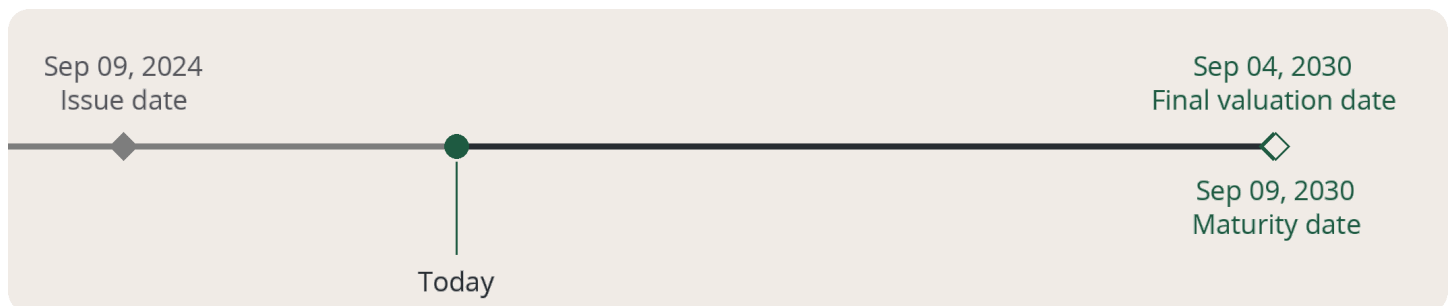 Sep 09, 2024
Issue date
Sep 04, 2030
Final valuation date
Sep 09, 2030
Maturity date
Today